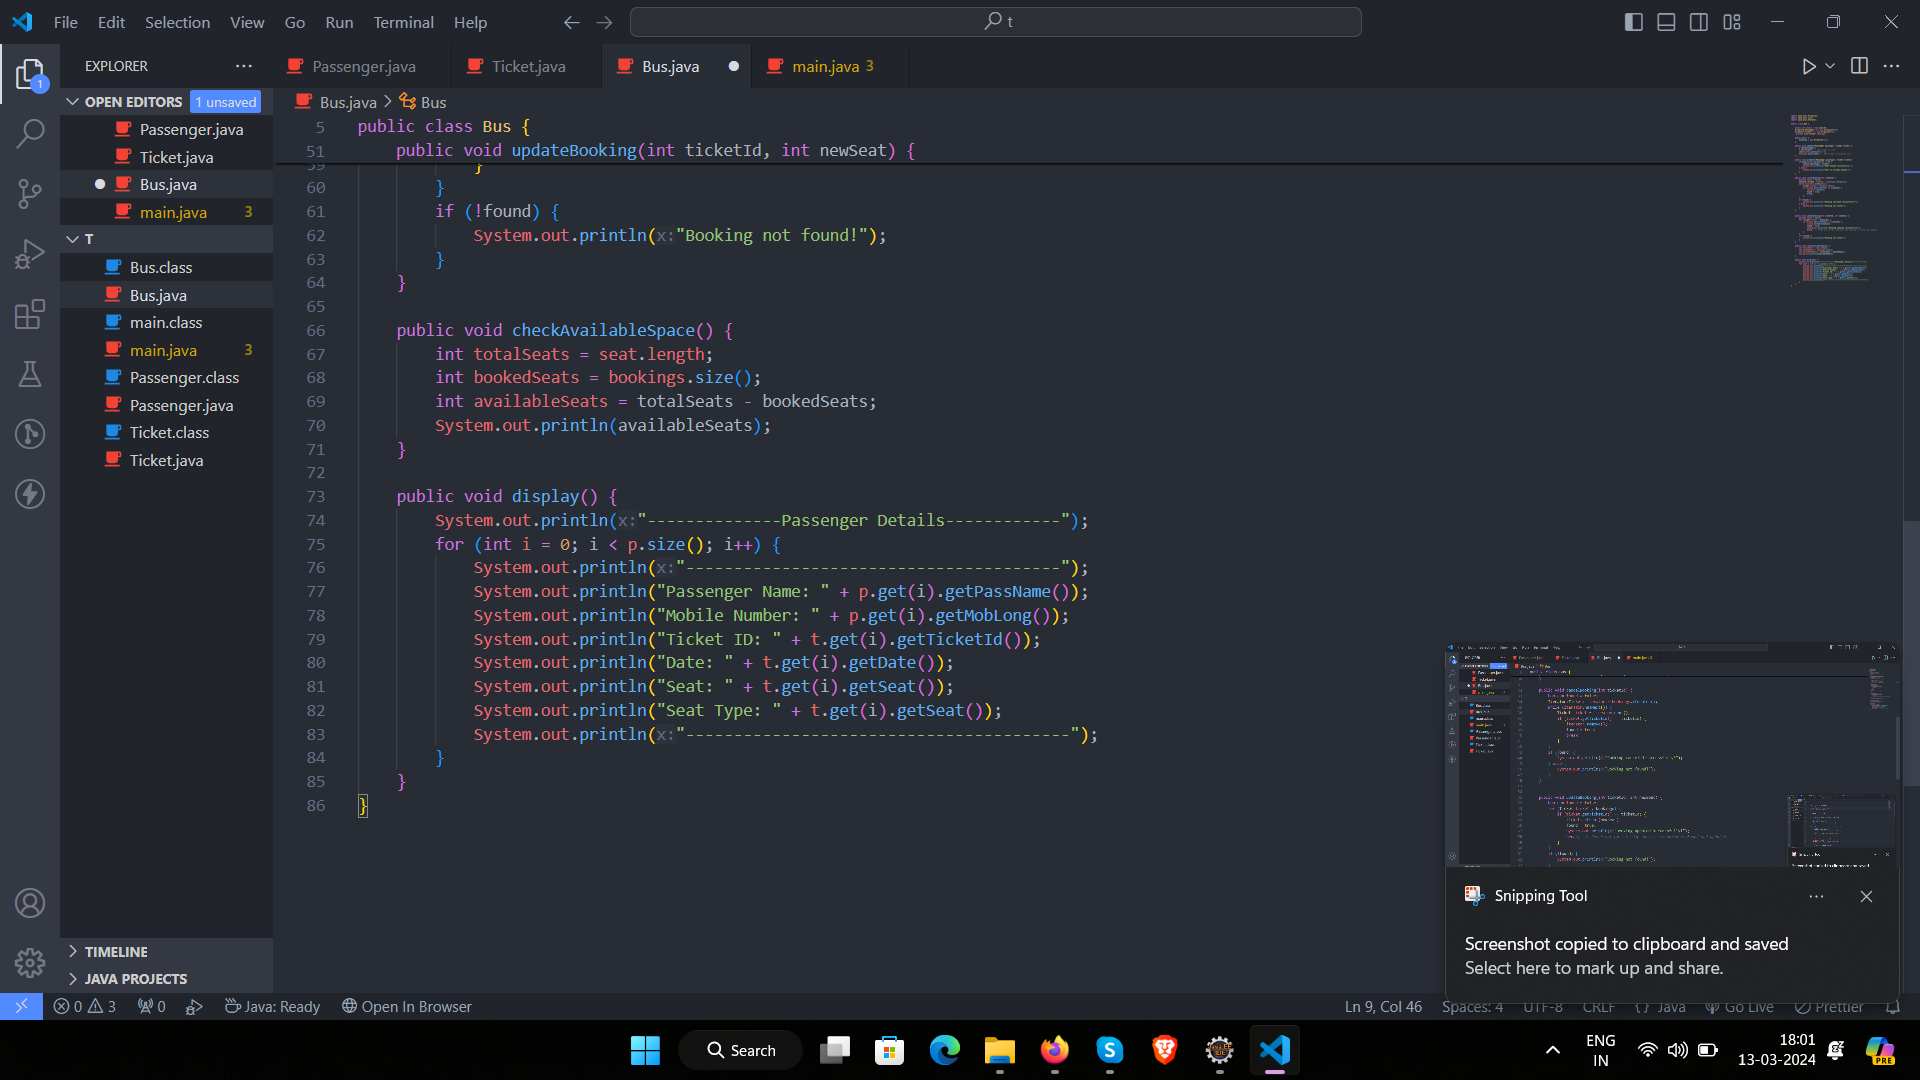 File Edit Selection View Go Run Terminal Help
t
EXPLORER
Passenger.java
Ticket.java
Bus.java
main.java 3
OPEN EDITORS 1 unsaved
Passenger.java
Ticket.java
Bus.java
main.java 3
T
Bus.class
Bus.java
main.class
main.java 3
Passenger.class
Passenger.java
Ticket.class
Ticket.java
TIMELINE
JAVA PROJECTS
Bus.java > Bus
5 public class Bus {
51 public void updateBooking(int ticketId, int newSeat) {
59 }
60 }
61 if (!found) {
62 System.out.println(x:"Booking not found!");
63 }
64 }
65
66 public void checkAvailableSpace() {
67 int totalSeats = seat.length;
68 int bookedSeats = bookings.size();
69 int availableSeats = totalSeats - bookedSeats;
70 System.out.println(availableSeats);
71 }
72
73 public void display() {
74 System.out.println(x:"--------------Passenger Details------------");
75 for (int i = 0; i < p.size(); i++) {
76 System.out.println(x:"---------------------------------------");
77 System.out.println("Passenger Name: " + p.get(i).getPassName());
78 System.out.println("Mobile Number: " + p.get(i).getMobLong());
79 System.out.println("Ticket ID: " + t.get(i).getTicketId());
80 System.out.println("Date: " + t.get(i).getDate());
81 System.out.println("Seat: " + t.get(i).getSeat());
82 System.out.println("Seat Type: " + t.get(i).getSeat());
83 System.out.println(x:"----------------------------------------");
84 }
85 }
86 }
Snipping Tool
Screenshot copied to clipboard and saved
Select here to mark up and share.
0 3 0 Java: Ready Open In Browser
Ln 9, Col 46 Spaces: 4 UTF-8 CRLF {} Java Go Live Prettier
Search
ENG
IN
18:01
13-03-2024
PRE